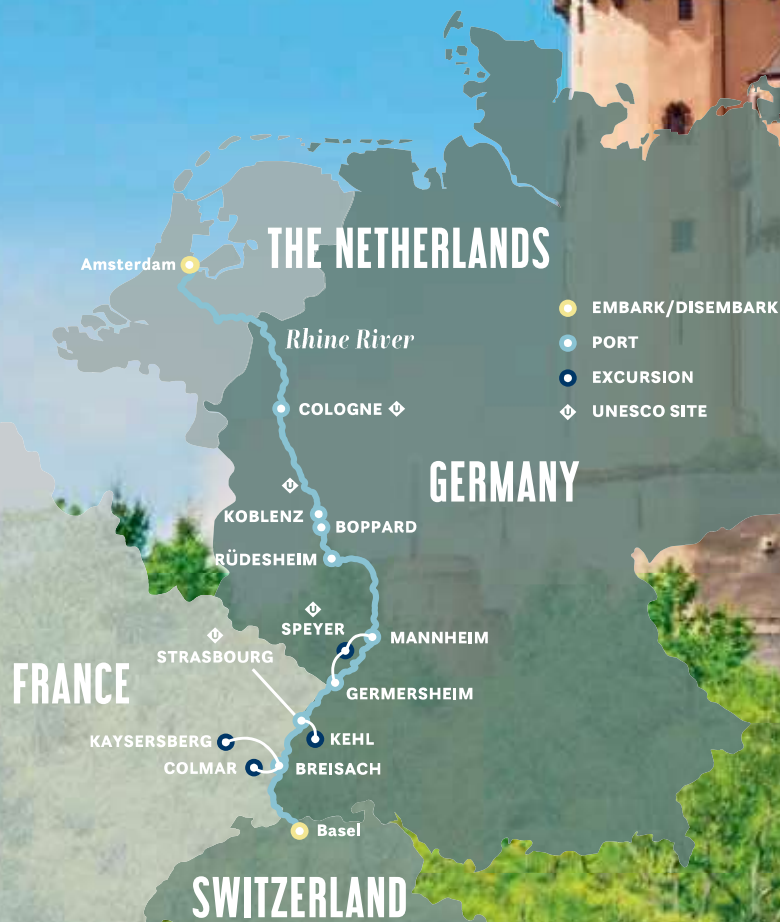 THE NETHERLANDS
Amsterdam
EMBARK/DISEMBARK
Rhine River
PORT
EXCURSION
COLOGNE U
UNESCO SITE
U
GERMANY
U
KOBLENZ
BOPPARD
RÜDESHEIM
U
SPEYER
MANNHEIM
U
STRASBOURG
FRANCE
GERMERSHEIM
KAYSERSBERG
KEHL
COLMAR
BREISACH
Basel
SWITZERLAND